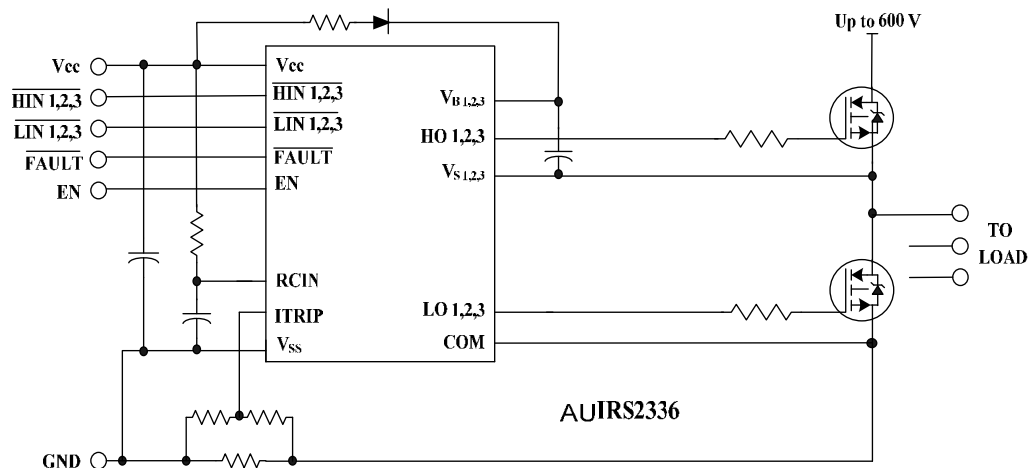 Up to 600 V
Vcc
HIN 1,2,3
LIN 1,2,3
FAULT
EN
Vcc
HIN 1,2,3
LIN 1,2,3
FAULT
EN
RCIN
ITRIP
VSS
VB 1,2,3
HO 1,2,3
VS 1,2,3
LO 1,2,3
COM
TO
LOAD
AUIRS2336
GND